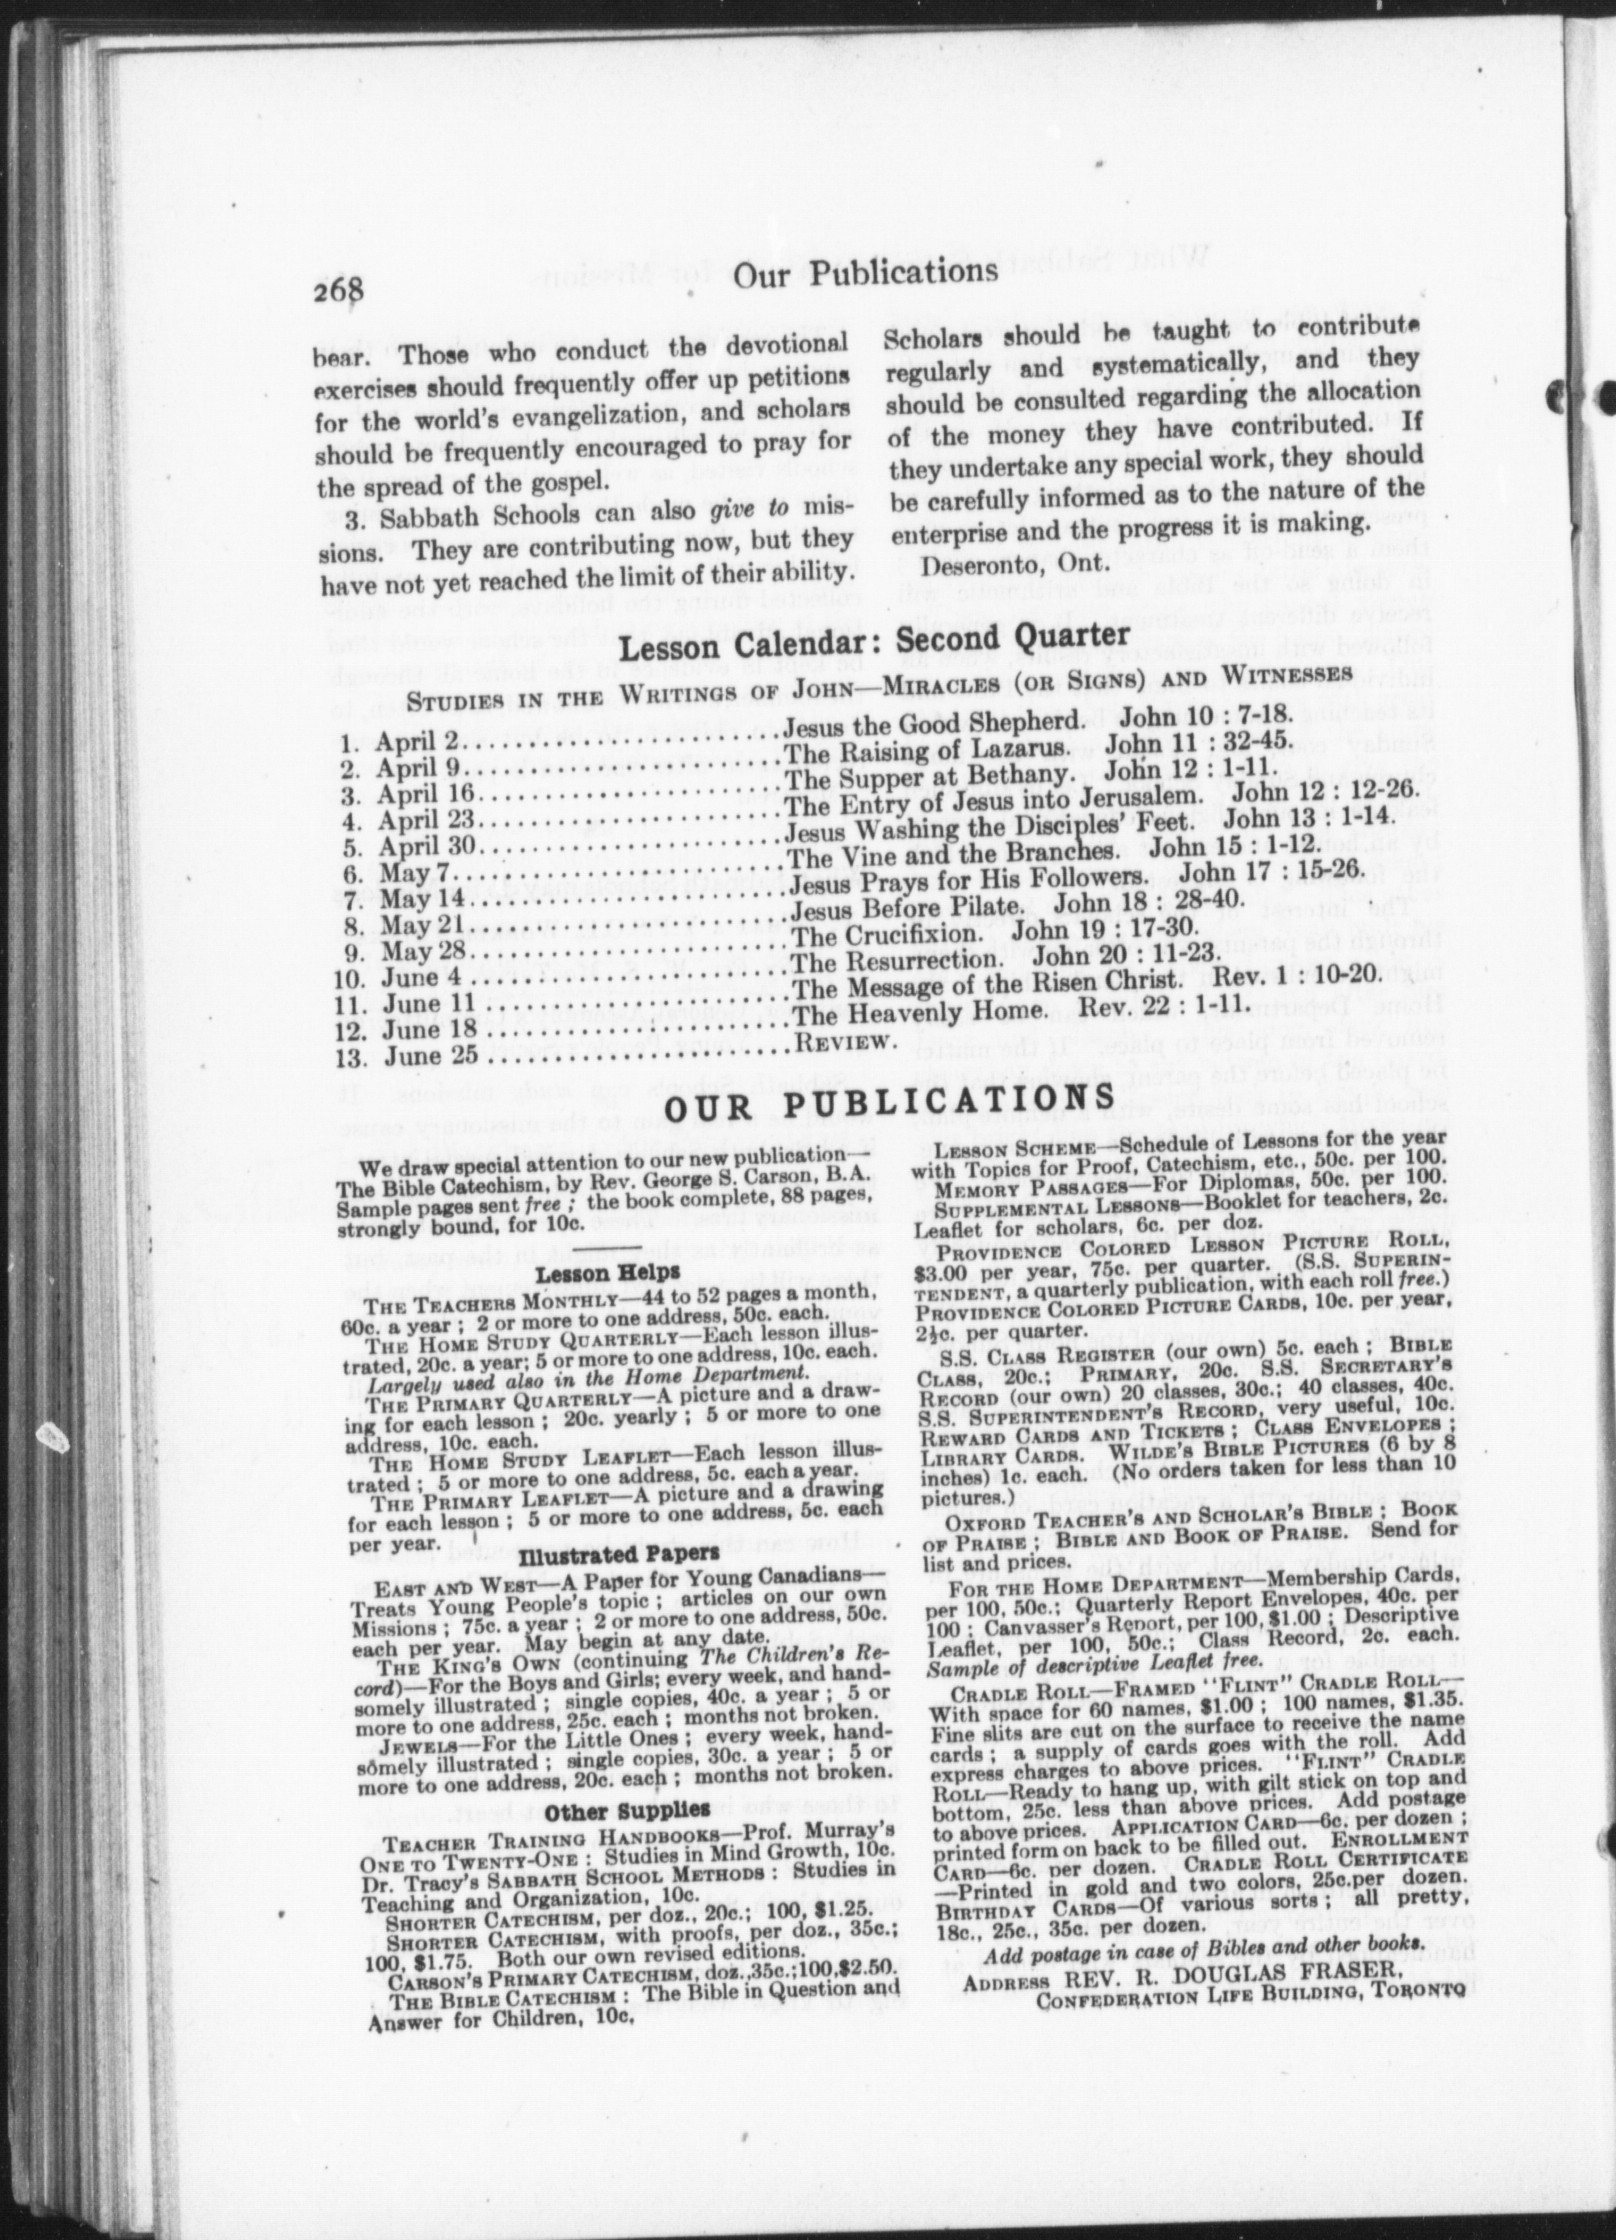 268
Our Publications
bear. Those who conduct the devotional
exercises should frequently offer up petitions
for the world's evangelization, and scholars
should be frequently encouraged to pray for
the spread of the gospel.
3. Sabbath Schools can also give to mis-
sions. They are contributing now, but they
have not yet reached the limit of their ability.
Scholars should be taught to contribute
regularly and systematically, and they
should be consulted regarding the allocation
of the money they have contributed. If
they undertake any special work, they should
be carefully informed as to the nature of the
enterprise and the progress it is making.
Deseronto, Ont.
Lesson Calendar: Second Quarter
STUDIES IN THE WRITINGS OF JOHN—MIRACLES (OR SIGNS) AND WITNESSES
1. April 2........................Jesus the Good Shepherd. John 10 : 7-18.
2. April 9........................The Raising of Lazarus. John 11 : 32-45.
3. April 16.......................The Supper at Bethany. John 12 : 1-11.
4. April 23.......................The Entry of Jesus into Jerusalem. John 12 : 12-26.
5. April 30.......................Jesus Washing the Disciples' Feet. John 13 : 1-14.
6. May 7.........................The Vine and the Branches. John 15 : 1-12.
7. May 14........................Jesus Prays for His Followers. John 17 : 15-26.
8. May 21........................Jesus Before Pilate. John 18 : 28-40.
9. May 28........................The Crucifixion. John 19 : 17-30.
10. June 4 ........................The Resurrection. John 20 : 11-23.
11. June 11 .......................The Message of the Risen Christ. Rev. 1 : 10-20.
12. June 18 .......................The Heavenly Home. Rev. 22 : 1-11.
13. June 25 .......................REVIEW.
OUR PUBLICATIONS
We draw special attention to our new publication—
The Bible Catechism, by Rev. George S. Carson, B.A.
Sample pages sent free ; the book complete, 88 pages,
strongly bound, for 10c.
Lesson Helps
THE TEACHERS MONTHLY—44 to 52 pages a month,
60c. a year ; 2 or more to one address, 50c. each.
THE HOME STUDY QUARTERLY—Each lesson illus-
trated, 20c. a year; 5 or more to one address, 10c. each.
Largely used also in the Home Department.
THE PRIMARY QUARTERLY—A picture and a draw-
ing for each lesson ; 20c. yearly ; 5 or more to one
address, 10c. each.
THE HOME STUDY LEAFLET—Each lesson illus-
trated ; 5 or more to one address, 5c. each a year.
THE PRIMARY LEAFLET—A picture and a drawing
for each lesson ; 5 or more to one address, 5c. each
per year.
Illustrated Papers
EAST AND WEST—A Paper for Young Canadians—
Treats Young People's topic ; articles on our own
Missions ; 75c. a year ; 2 or more to one address, 50c.
each per year. May begin at any date.
THE KING'S OWN (continuing The Children's Re-
cord)—For the Boys and Girls; every week, and hand-
somely illustrated ; single copies, 40c. a year ; 5 or
more to one address, 25c. each ; months not broken.
JEWELS—For the Little Ones ; every week, hand-
somely illustrated ; single copies, 30c. a year ; 5 or
more to one address, 20c. each ; months not broken.
Other Supplies
TEACHER TRAINING HANDBOOKS—Prof. Murray's
ONE TO TWENTY-ONE : Studies in Mind Growth, 10c.
Dr. Tracy's SABBATH SCHOOL METHODS : Studies in
Teaching and Organization, 10c.
SHORTER CATECHISM, per doz., 20c.; 100, $1.25.
SHORTER CATECHISM, with proofs, per doz., 35c.;
100, $1.75. Both our own revised editions.
CARSON'S PRIMARY CATECHISM, doz.,35c.;100,$2.50.
THE BIBLE CATECHISM : The Bible in Question and
Answer for Children, 10c.
LESSON SCHEME—Schedule of Lessons for the year
with Topics for Proof, Catechism, etc., 50c. per 100.
MEMORY PASSAGES—For Diplomas, 50c. per 100.
SUPPLEMENTAL LESSONS—Booklet for teachers, 2c.
Leaflet for scholars, 6c. per doz.
PROVIDENCE COLORED LESSON PICTURE ROLL,
$3.00 per year, 75c. per quarter. (S.S. SUPERIN-
TENDENT, a quarterly publication, with each roll free.)
PROVIDENCE COLORED PICTURE CARDS, 10c. per year,
2½c. per quarter.
S.S. CLASS REGISTER (our own) 5c. each ; BIBLE
CLASS, 20c.; PRIMARY, 20c. S.S. SECRETARY'S
RECORD (our own) 20 classes, 30c.; 40 classes, 40c.
S.S. SUPERINTENDENT'S RECORD, very useful, 10c.
REWARD CARDS AND TICKETS ; CLASS ENVELOPES ;
LIBRARY CARDS. WILDE'S BIBLE PICTURES (6 by 8
inches) 1c. each. (No orders taken for less than 10
pictures.)
OXFORD TEACHER'S AND SCHOLAR'S BIBLE ; BOOK
OF PRAISE ; BIBLE AND BOOK OF PRAISE. Send for
list and prices.
FOR THE HOME DEPARTMENT—Membership Cards,
per 100, 50c.; Quarterly Report Envelopes, 40c. per
100 ; Canvasser's Report, per 100, $1.00 ; Descriptive
Leaflet, per 100, 50c.; Class Record, 2c. each.
Sample of descriptive Leaflet free.
CRADLE ROLL—FRAMED "FLINT" CRADLE ROLL—
With space for 60 names, $1.00 ; 100 names, $1.35.
Fine slits are cut on the surface to receive the name
cards ; a supply of cards goes with the roll. Add
express charges to above prices. "FLINT" CRADLE
ROLL—Ready to hang up, with gilt stick on top and
bottom, 25c. less than above prices. Add postage
to above prices. APPLICATION CARD—6c. per dozen ;
printed form on back to be filled out. ENROLLMENT
CARD—6c. per dozen. CRADLE ROLL CERTIFICATE
—Printed in gold and two colors, 25c.per dozen.
BIRTHDAY CARDS—Of various sorts ; all pretty,
18c., 25c., 35c. per dozen.
Add postage in case of Bibles and other books.
ADDRESS REV. R. DOUGLAS FRASER,
CONFEDERATION LIFE BUILDING, TORONTO